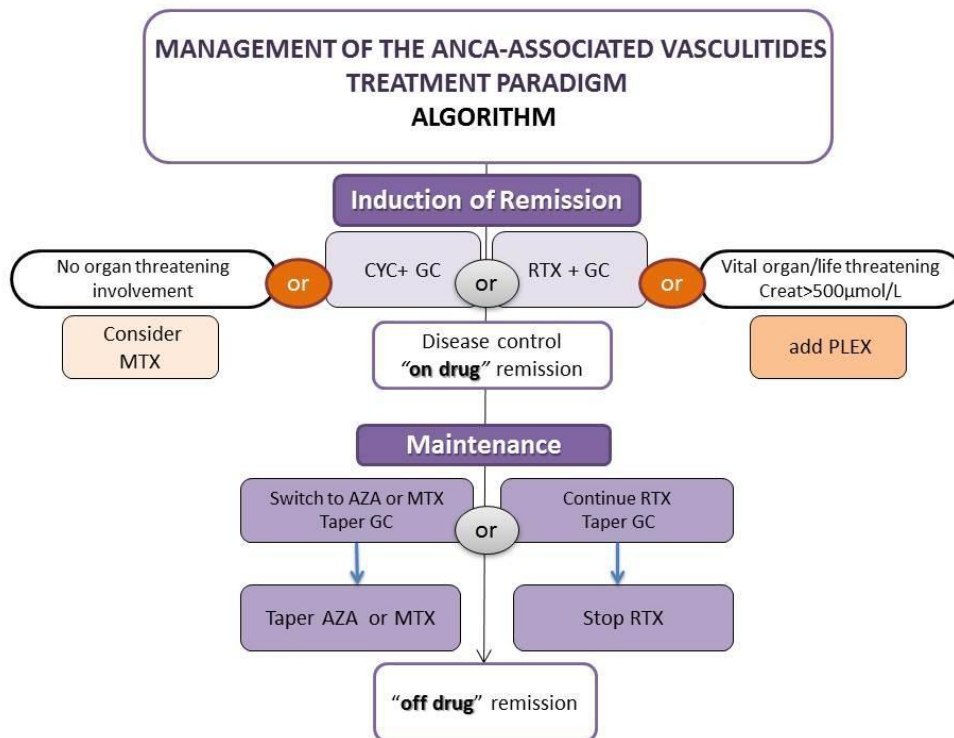 MANAGEMENT OF THE ANCA-ASSOCIATED VASCULITIDES
TREATMENT PARADIGM
ALGORITHM
Induction of Remission
No organ threatening
involvement
or
CYC+ GC
or
RTX + GC
or
Vital organ/life threatening
Creat>500µmol/L
Consider
MTX
Disease control
“on drug” remission
add PLEX
Maintenance
Switch to AZA or MTX
Taper GC
or
Continue RTX
Taper GC
Taper AZA or MTX
Stop RTX
“off drug” remission